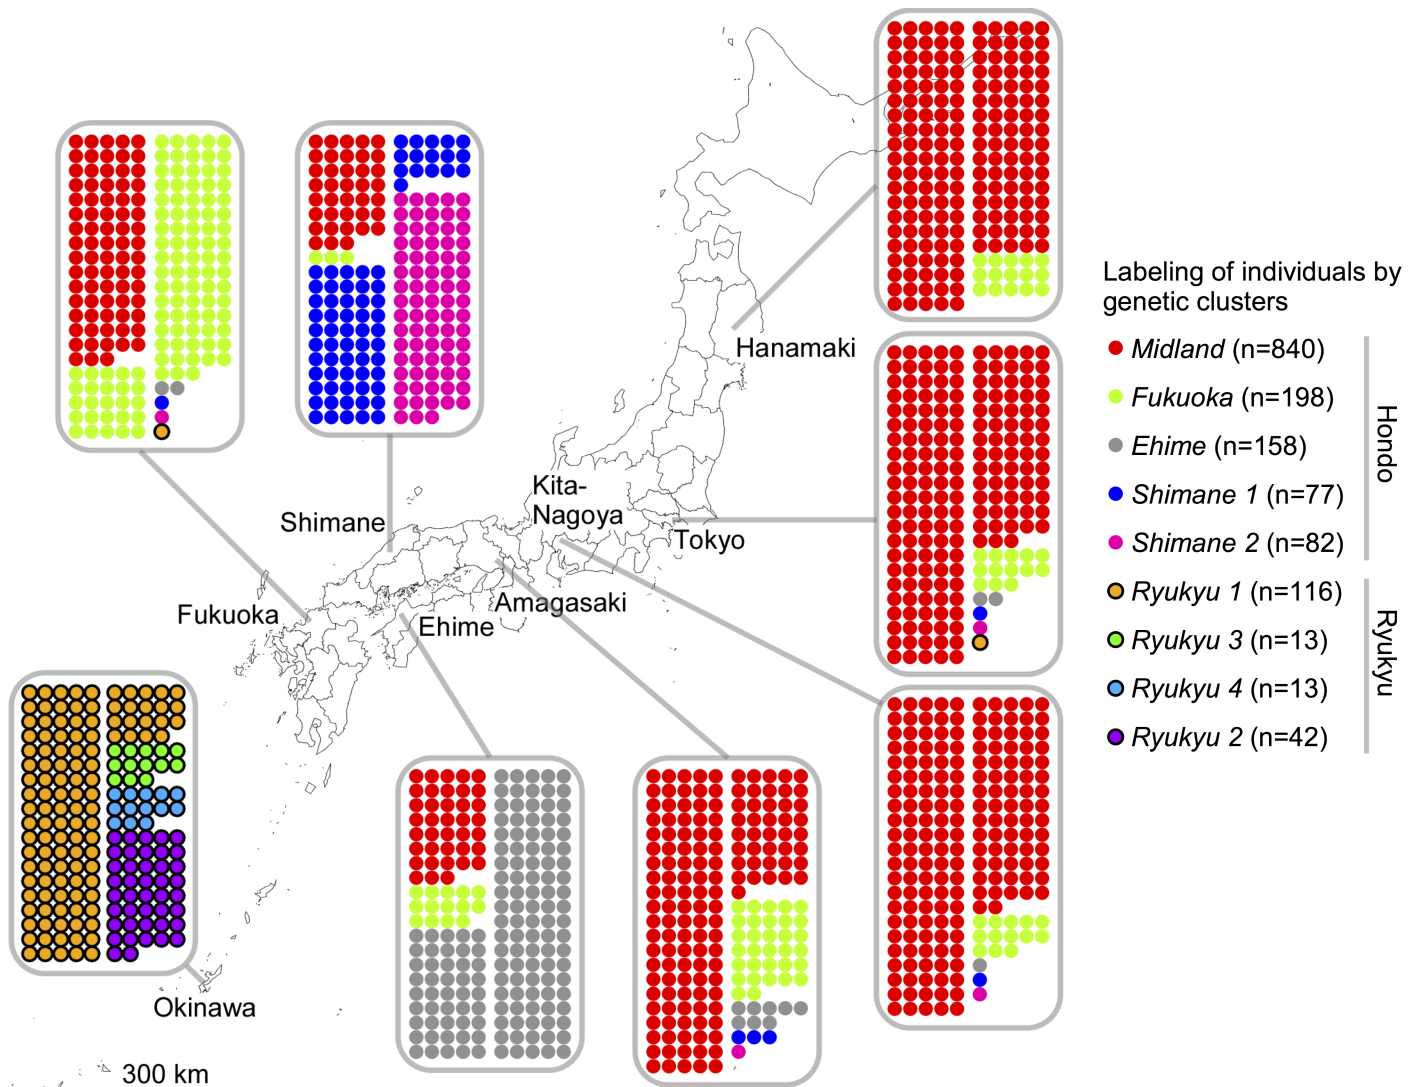 Labeling of individuals by
genetic clusters
Midland (n=840)
Fukuoka (n=198)
Ehime (n=158)
Shimane 1 (n=77)
Shimane 2 (n=82)
Hondo
Ryukyu 1 (n=116)
Ryukyu 3 (n=13)
Ryukyu 4 (n=13)
Ryukyu 2 (n=42)
Ryukyu
Hanamaki
Kita-
Nagoya
Shimane
Tokyo
Amagasaki
Fukuoka
Ehime
Okinawa
300 km